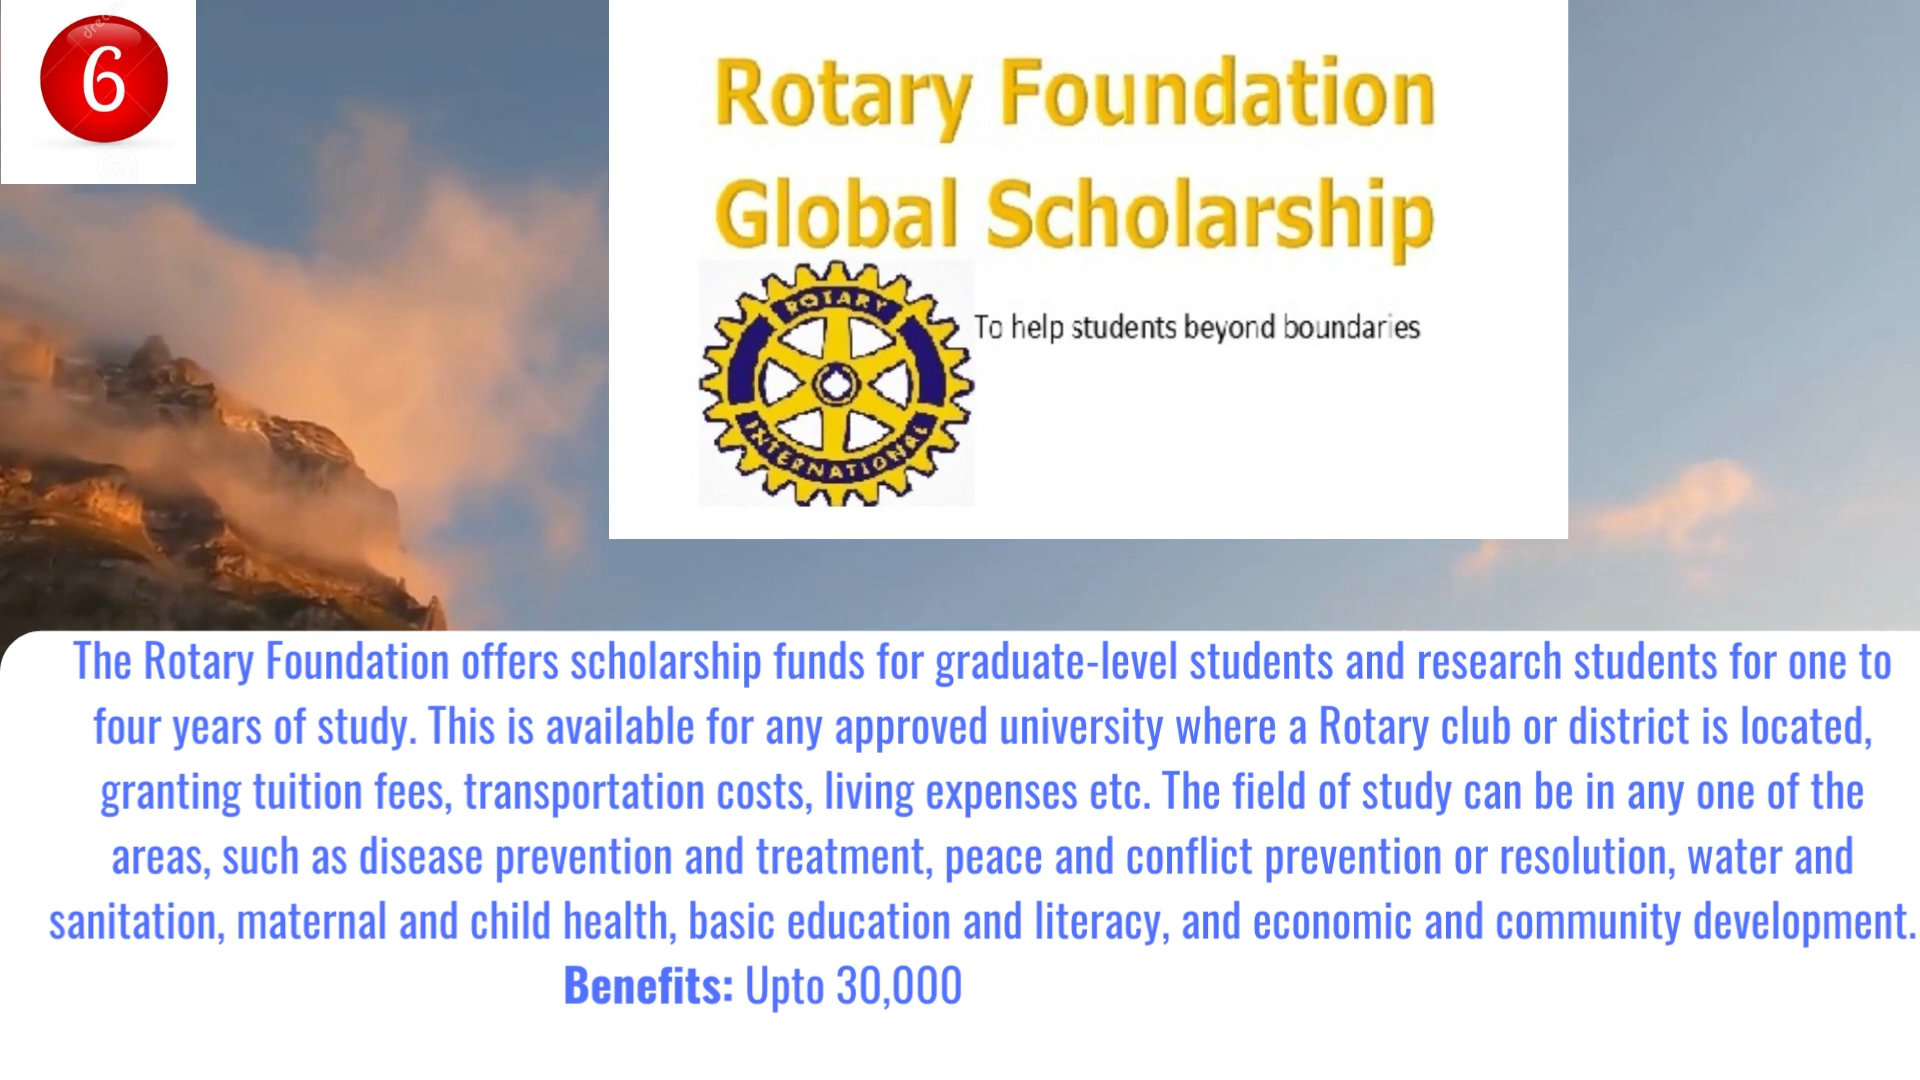 6
Rotary Foundation
Global Scholarship
ROTARY
INTERNATIONAL
To help students beyond boundaries
The Rotary Foundation offers scholarship funds for graduate-level students and research students for one to
four years of study. This is available for any approved university where a Rotary club or district is located,
granting tuition fees, transportation costs, living expenses etc. The field of study can be in any one of the
areas, such as disease prevention and treatment, peace and conflict prevention or resolution, water and
sanitation, maternal and child health, basic education and literacy, and economic and community development.
Benefits: Upto 30,000